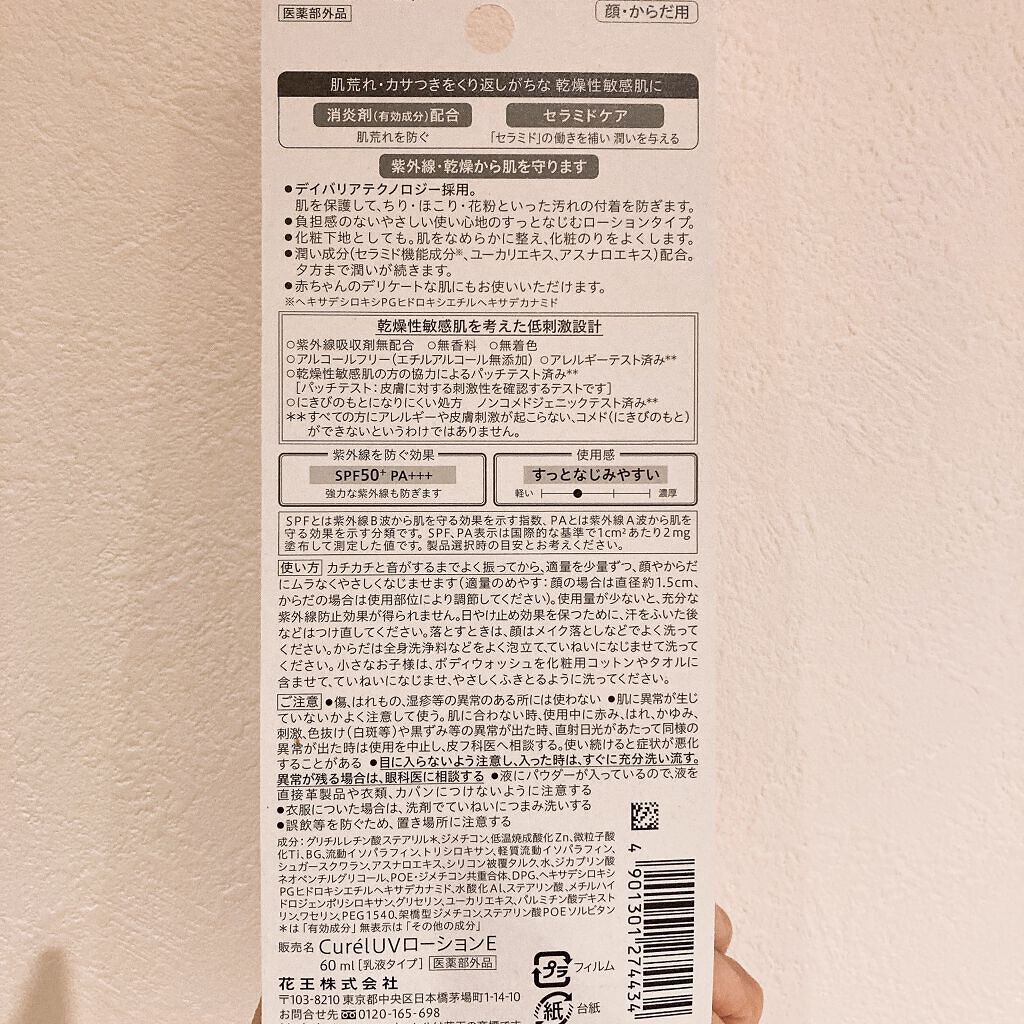 医薬部外品
顔・からだ用
肌荒れ・カサつきをくり返しがちな 乾燥性敏感肌に
消炎剤(有効成分)配合
セラミドケア
肌荒れを防ぐ
「セラミド」の働きを補い 潤いを与える
紫外線・乾燥から肌を守ります
●デイバリアテクノロジー採用。
肌を保護して、ちり・ほこり・花粉といった汚れの付着を防ぎます。
●負担感のないやさしい使い心地のすっとなじむローションタイプ。
●化粧下地としても。肌をなめらかに整え、化粧のりをよくします。
●潤い成分(セラミド機能成分※、ユーカリエキス、アスナロエキス)配合。
夕方まで潤いが続きます。
●赤ちゃんのデリケートな肌にもお使いいただけます。
※ヘキサデシロキシPGヒドロキシエチルヘキサデカナミド
乾燥性敏感肌を考えた低刺激設計
○紫外線吸収剤無配合 ○無香料 ○無着色
○アルコールフリー(エチルアルコール無添加) ○アレルギーテスト済み**
○乾燥性敏感肌の方の協力によるパッチテスト済み**
[パッチテスト:皮膚に対する刺激性を確認するテストです]
○にきびのもとになりにくい処方 ノンコメドジェニックテスト済み**
**すべての方にアレルギーや皮膚刺激が起こらない、コメド(にきびのもと)
ができないというわけではありません。
紫外線を防ぐ効果
SPF50+ PA+++
強力な紫外線も防ぎます
使用感
すっとなじみやすい
軽い 濃厚
SPFとは紫外線B波から肌を守る効果を示す指数、PAとは紫外線A波から肌を
守る効果を示す分類です。SPF、PA表示は国際的な基準で1cm²あたり2mg
塗布して測定した値です。製品選択時の目安とお考えください。
使い方 カチカチと音がするまでよく振ってから、適量を少量ずつ、顔やからだ
にムラなくやさしくなじませます(適量のめやす:顔の場合は直径約1.5cm、
からだの場合は使用部位により調節してください)。使用量が少ないと、充分な
紫外線防止効果が得られません。日やけ止め効果を保つために、汗をふいた後
などはつけ直してください。落とすときは、顔はメイク落としなどでよく洗って
ください。からだは全身洗浄料などをよく泡立て、ていねいになじませて洗って
ください。小さなお子様は、ボディウォッシュを化粧用コットンやタオルに
含ませて、ていねいになじませ、やさしくふきとるように洗ってください。
ご注意 ●傷、はれもの、湿疹等の異常のある所には使わない ●肌に異常が生じ
ていないかよく注意して使う。肌に合わない時、使用中に赤み、はれ、かゆみ、
刺激、色抜け(白斑等)や黒ずみ等の異常が出た時、直射日光があたって同様の
異常が出た時は使用を中止し、皮フ科医へ相談する。使い続けると症状が悪化
することがある ●目に入らないよう注意し、入った時は、すぐに充分洗い流す。
異常が残る場合は、眼科医に相談する ●液にパウダーが入っているので、液を
直接革製品や衣類、カバンにつけないように注意する
●衣服についた場合は、洗剤でていねいにつまみ洗いする
●誤飲等を防ぐため、置き場所に注意する
成分:グリチルレチン酸ステアリル*、ジメチコン、低温焼成酸化Zn、微粒子酸
化Ti、BG、流動イソパラフィン、トリシロキサン、軽質流動イソパラフィン、
シュガースクワラン、アスナロエキス、シリコン被覆タルク、水、ジカプリン酸
ネオペンチルグリコール、POE・ジメチコン共重合体、DPG、ヘキサデシロキシ
PGヒドロキシエチルヘキサデカナミド、水酸化Al、ステアリン酸、メチルハイ
ドロジェンポリシロキサン、グリセリン、ユーカリエキス、パルミチン酸デキスト
リン、ワセリン、PEG1540、架橋型ジメチコン、ステアリン酸POEソルビタン
*は「有効成分」無表示は「その他の成分」
販売名 CurélUVローションE
60ml[乳液タイプ] 医薬部外品
花王株式会社
〒103-8210 東京都中央区日本橋茅場町1-14-10
お問合せ先 0120-165-698
プラ フィルム
紙 台紙
4 901301 274434